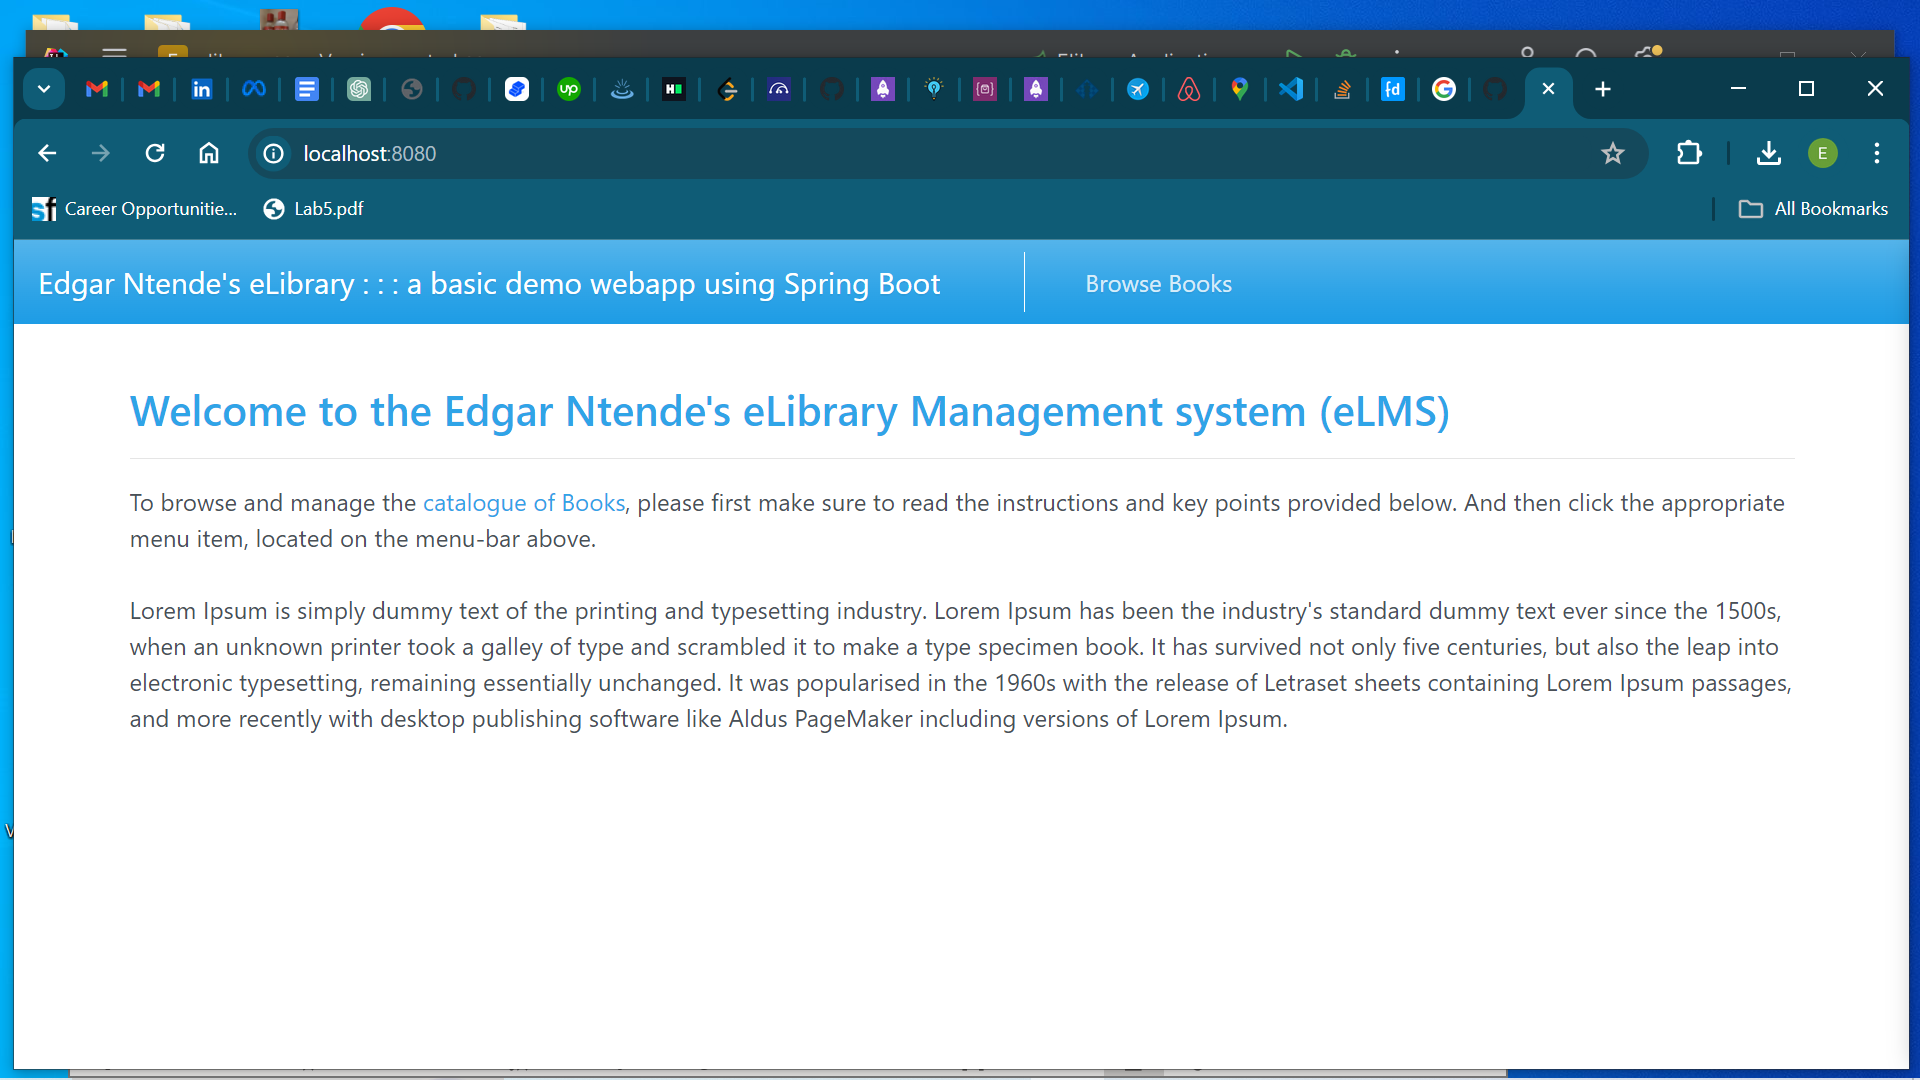 localhost:8080
E
Career Opportunitie...
Lab5.pdf
All Bookmarks
Edgar Ntende's eLibrary : : : a basic demo webapp using Spring Boot
Browse Books
Welcome to the Edgar Ntende's eLibrary Management system (eLMS)
To browse and manage the catalogue of Books, please first make sure to read the instructions and key points provided below. And then click the appropriate
menu item, located on the menu-bar above.
Lorem Ipsum is simply dummy text of the printing and typesetting industry. Lorem Ipsum has been the industry's standard dummy text ever since the 1500s,
when an unknown printer took a galley of type and scrambled it to make a type specimen book. It has survived not only five centuries, but also the leap into
electronic typesetting, remaining essentially unchanged. It was popularised in the 1960s with the release of Letraset sheets containing Lorem Ipsum passages,
and more recently with desktop publishing software like Aldus PageMaker including versions of Lorem Ipsum.